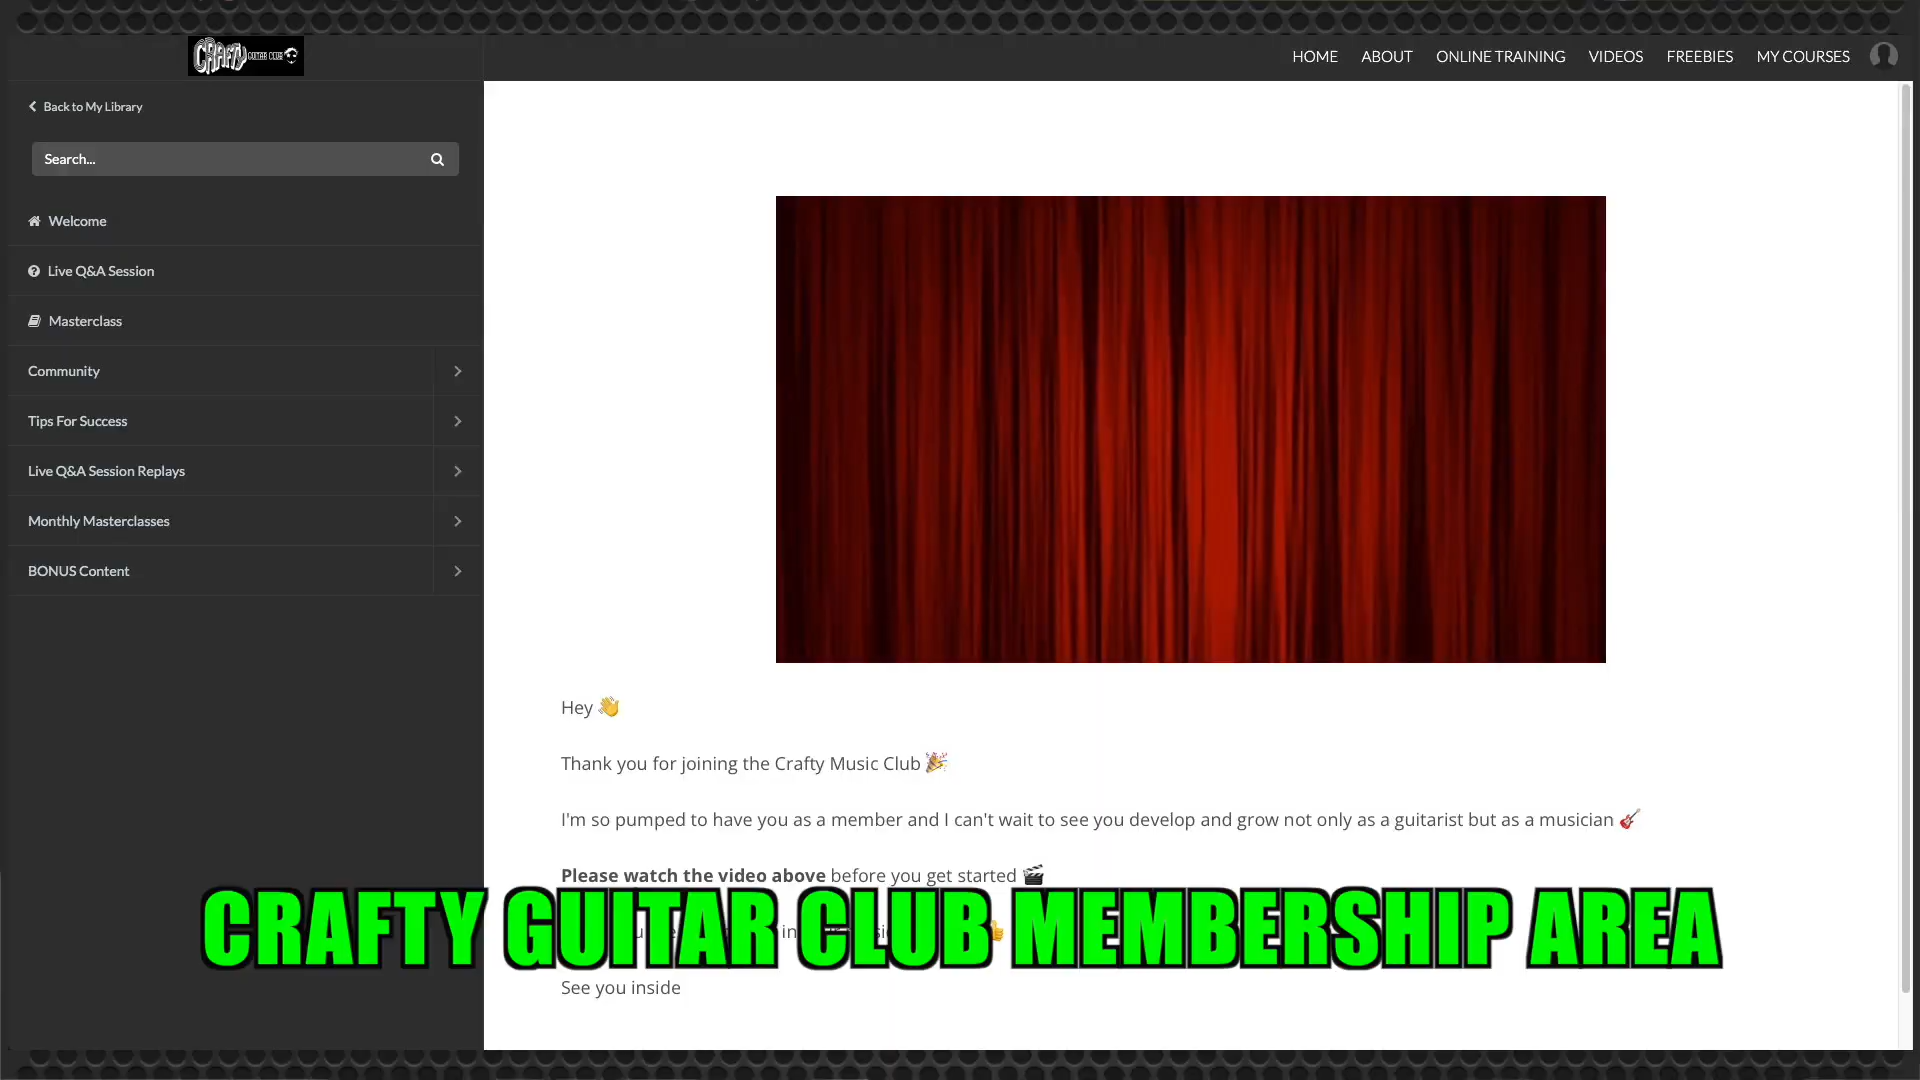 CRAFTY GUITAR CLUB
HOME ABOUT ONLINE TRAINING VIDEOS FREEBIES MY COURSES
Back to My Library
Search...
Welcome
Live Q&A Session
Masterclass
Community
Tips For Success
Live Q&A Session Replays
Monthly Masterclasses
BONUS Content
Hey 👋
Thank you for joining the Crafty Music Club 🎉
I'm so pumped to have you as a member and I can't wait to see you develop and grow not only as a guitarist but as a musician 🎸
Please watch the video above before you get started 🎬
CRAFTY GUITAR CLUB MEMBERSHIP AREA
See you inside